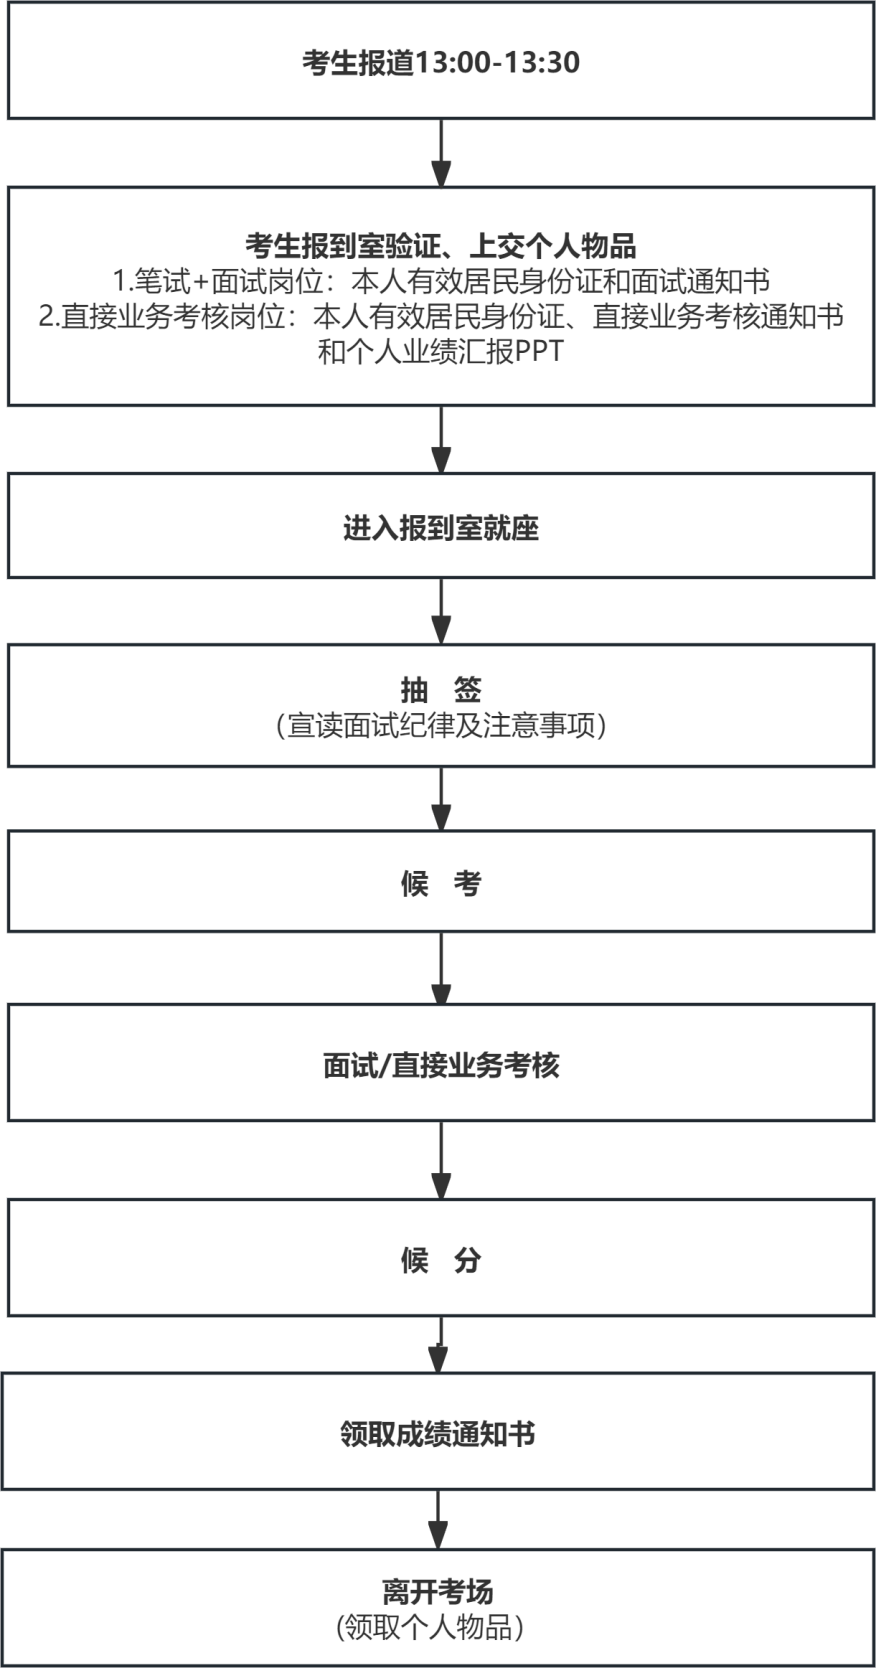 考生报道13:00-13:30
考生报到室验证、上交个人物品
1.笔试+面试岗位：本人有效居民身份证和面试通知书
2.直接业务考核岗位：本人有效居民身份证、直接业务考核通知书
和个人业绩汇报PPT
进入报到室就座
抽 签
（宣读面试纪律及注意事项）
候 考
面试/直接业务考核
候 分
领取成绩通知书
离开考场
(领取个人物品）